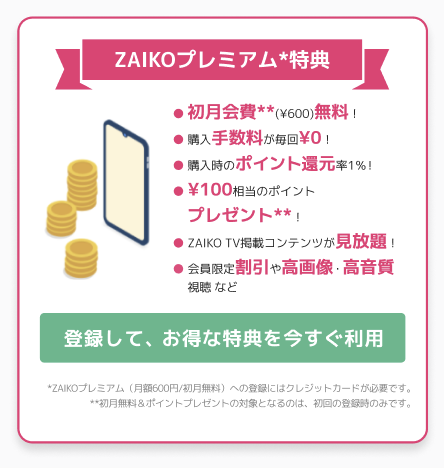 ZAIKOプレミアム*特典
● 初月会費**(¥600)無料！
● 購入手数料が毎回¥0！
● 購入時のポイント還元率1%！
● ¥100相当のポイント
プレゼント**！
● ZAIKO TV掲載コンテンツが見放題！
● 会員限定割引や高画像・高音質
視聴 など
登録して、お得な特典を今すぐ利用
*ZAIKOプレミアム（月額600円/初月無料）への登録にはクレジットカードが必要です。
**初月無料＆ポイントプレゼントの対象となるのは、初回の登録時のみです。